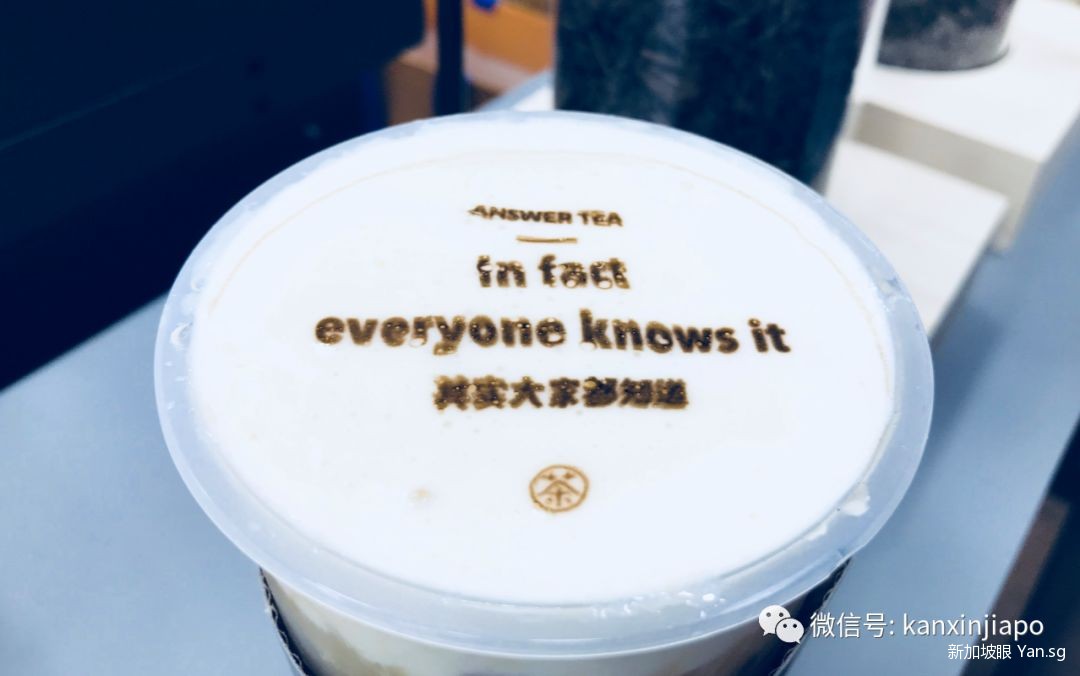 ANSWER TEA
in fact
everyone knows it
其实大家都知道
茶
微信号: kanxinjiapo
新加坡眼 Yan.sg